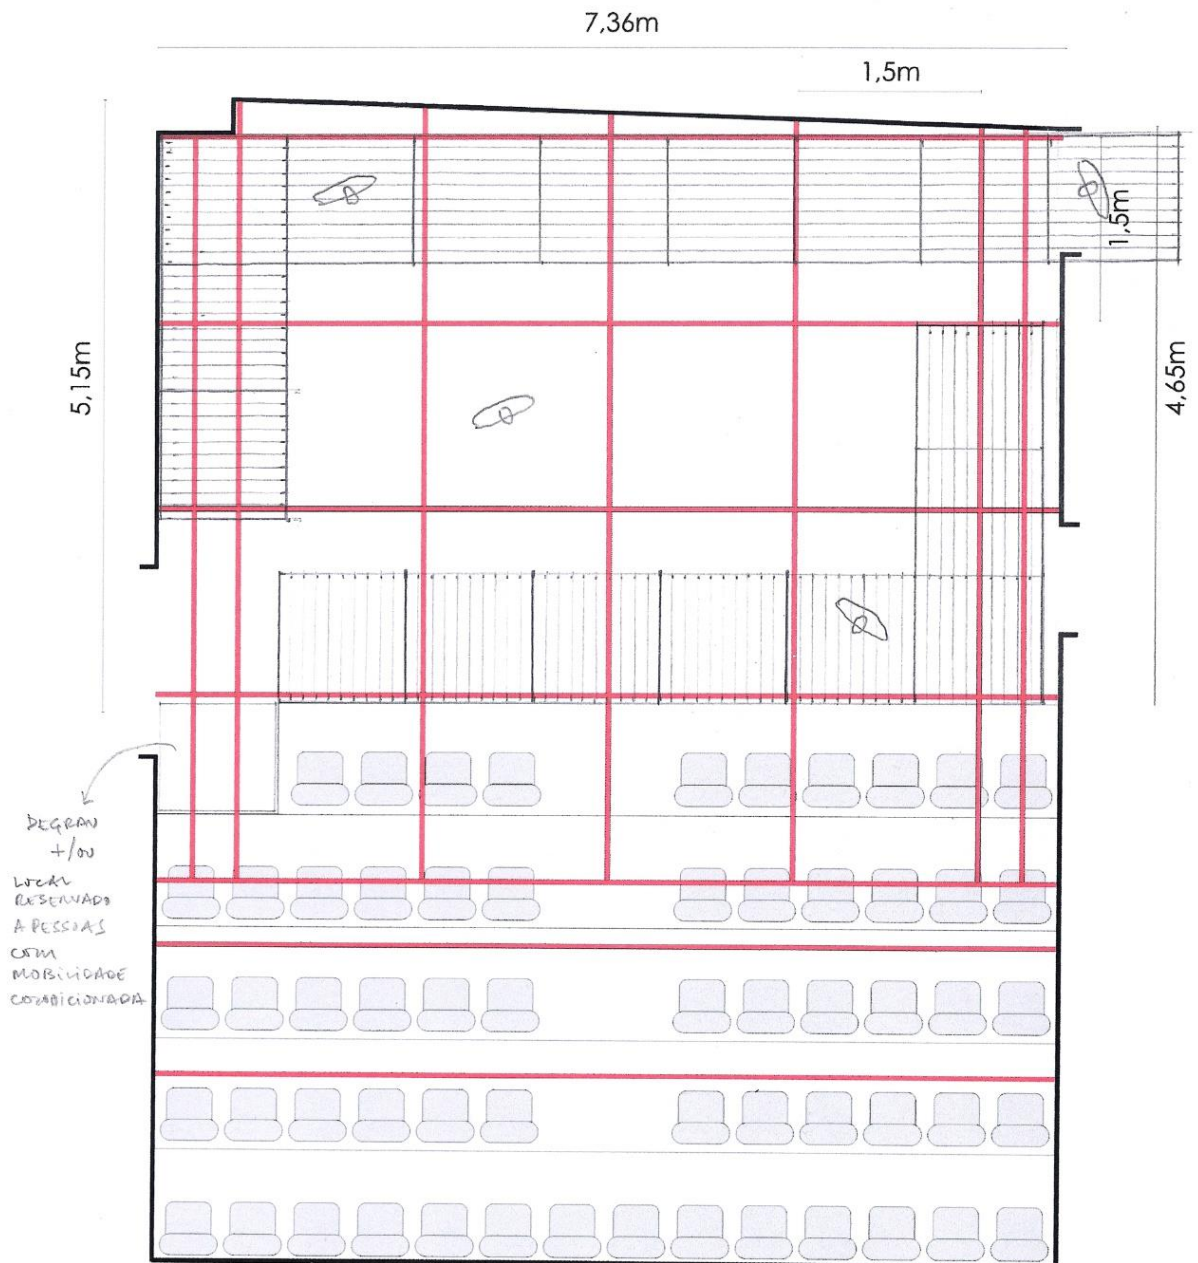 7,36m
1,5m
1,5m
5,15m
4,65m
DEGRAU
+/OU
LOCAL
RESERVADO
A PESSOAS
COM
MOBILIDADE
CONDICIONADA